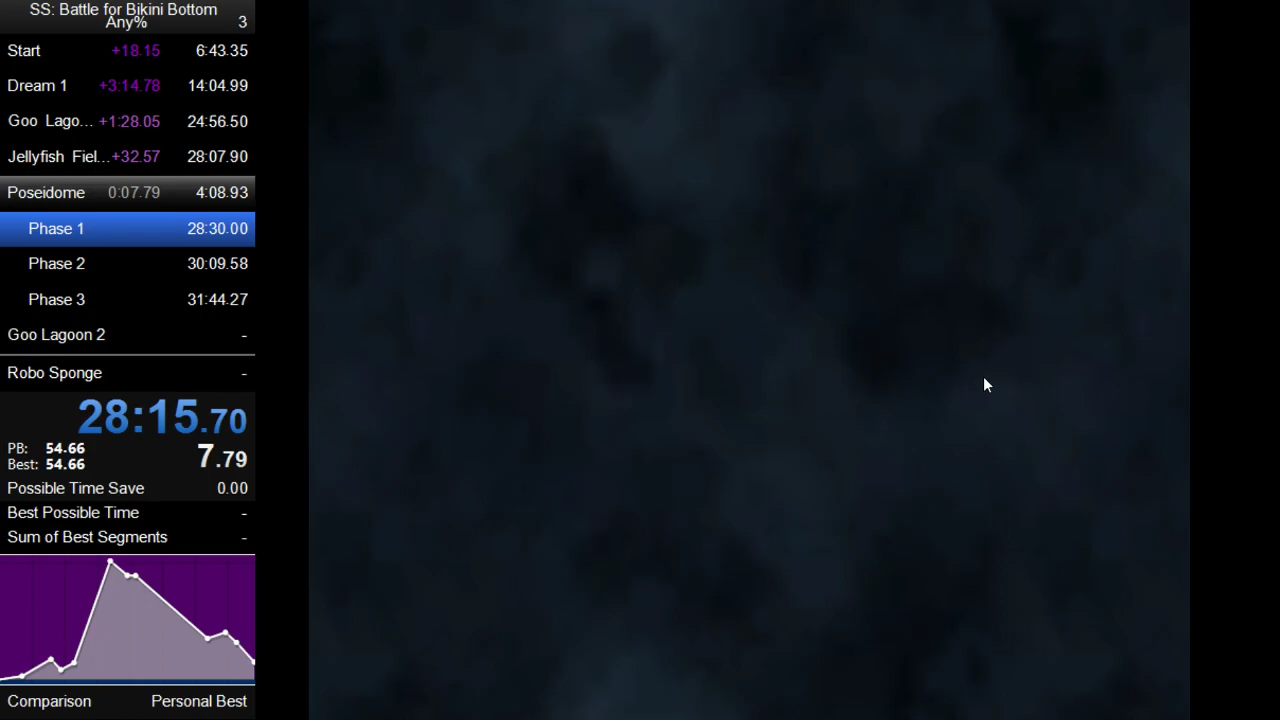 SS: Battle for Bikini Bottom
Any% 3
Start +18.15 6:43.35
Dream 1 +3:14.78 14:04.99
Goo Lago... +1:28.05 24:56.50
Jellyfish Fiel... +32.57 28:07.90
Poseidome 0:07.79 4:08.93
Phase 1 28:30.00
Phase 2 30:09.58
Phase 3 31:44.27
Goo Lagoon 2 -
Robo Sponge -
28:15.70
PB: 54.66 7.79
Best: 54.66
Possible Time Save 0.00
Best Possible Time -
Sum of Best Segments -
Comparison Personal Best